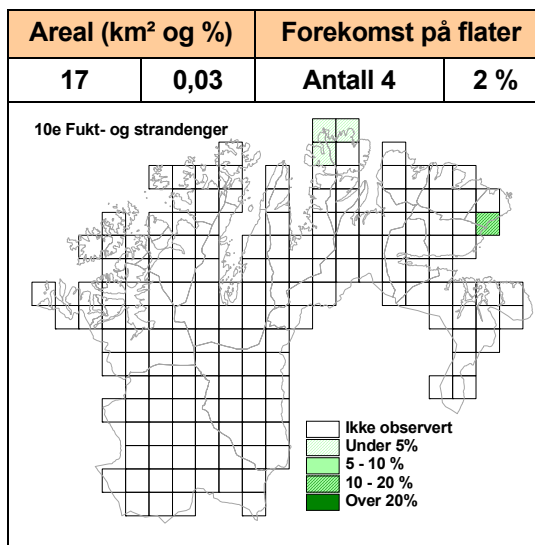 Areal (km² og %) Forekomst på flater
17 0,03 Antall 4 2 %
10e Fukt- og strandenger
Ikke observert
Under 5%
5 - 10 %
10 - 20 %
Over 20%